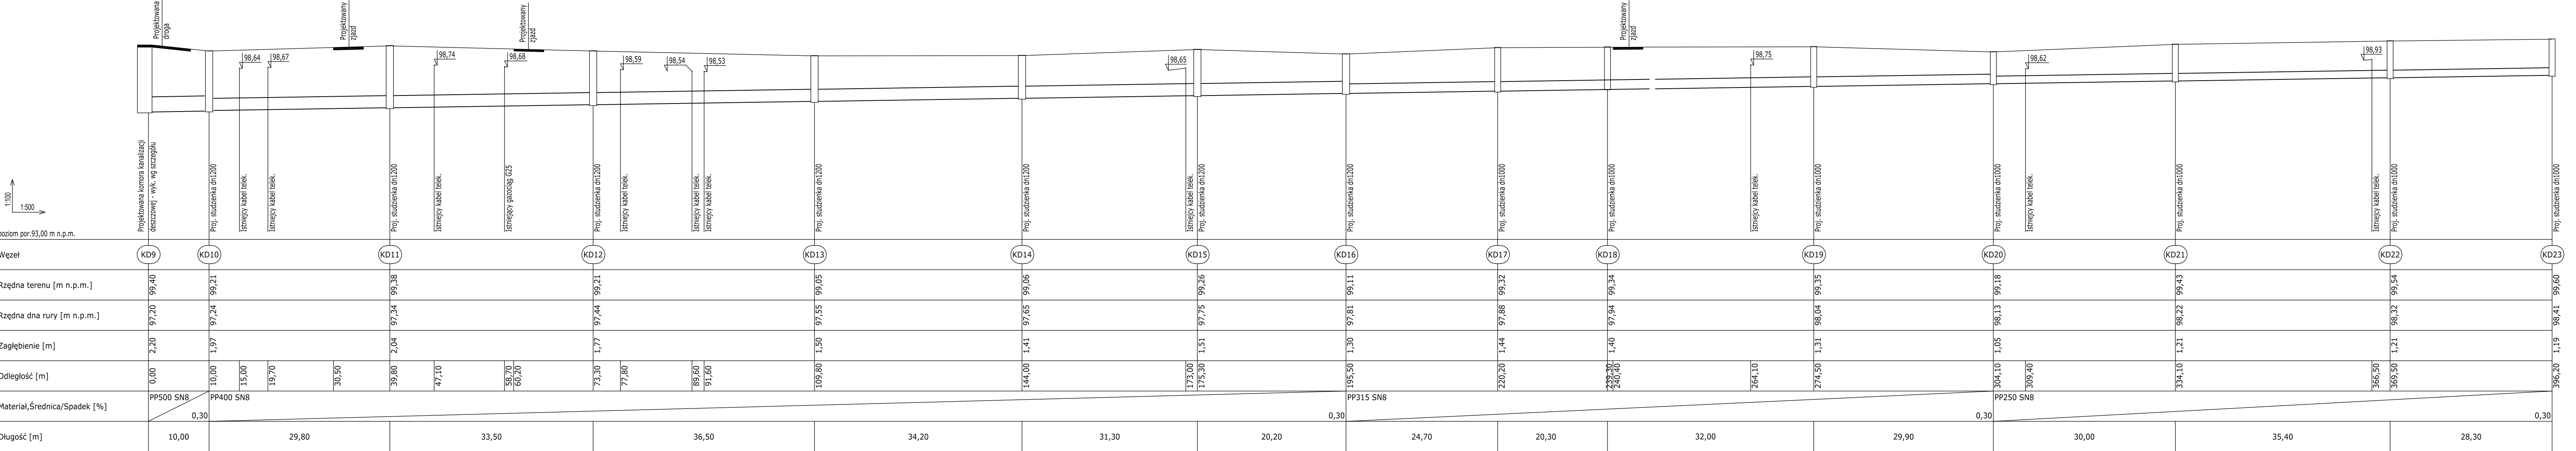 Projektowana
droga
Projektowany
zjazd
Projektowany
zjazd
Projektowany
zjazd
98,64
98,67
98,74
98,68
98,59
98,54
98,53
98,65
98,75
98,62
98,93
1:100
1:500
Projektowana komora kanalizacji
deszczowej - wyk. wg szczegółu
Proj. studzienka dn1200
Istniejcy kabel telek.
Istniejcy kabel telek.
Proj. studzienka dn1200
Istniejcy kabel telek.
Istniejący gazociąg G25
Proj. studzienka dn1200
Istniejcy kabel telek.
Istniejcy kabel telek.
Istniejcy kabel telek.
Proj. studzienka dn1200
Proj. studzienka dn1200
Istniejcy kabel telek.
Proj. studzienka dn1200
Proj. studzienka dn1200
Proj. studzienka dn1000
Proj. studzienka dn1000
Istniejcy kabel telek.
Proj. studzienka dn1000
Proj. studzienka dn1000
Istniejcy kabel telek.
Proj. studzienka dn1000
Istniejcy kabel telek.
Proj. studzienka dn1000
Proj. studzienka dn1000
poziom por.93,00 m n.p.m.
Węzeł KD9 KD10 KD11 KD12 KD13 KD14 KD15 KD16 KD17 KD18 KD19 KD20 KD21 KD22 KD23
Rzędna terenu [m n.p.m.] 99,40 99,21 99,38 99,21 99,05 99,06 99,26 99,11 99,32 99,34 99,35 99,18 99,43 99,54 99,60
Rzędna dna rury [m n.p.m.] 97,20 97,24 97,34 97,44 97,55 97,65 97,75 97,81 97,88 97,94 98,04 98,13 98,22 98,32 98,41
Zagłębienie [m] 2,20 1,97 2,04 1,77 1,50 1,41 1,51 1,30 1,44 1,40 1,31 1,05 1,21 1,21 1,19
Odległość [m] 0,00 10,00 15,00 19,70 30,50 39,80 47,10 58,70 60,20 73,30 77,80 89,60 91,60 109,80 144,00 173,00 175,30 195,50 220,20 239,30 240,40 264,10 274,50 304,10 309,40 334,10 366,50 369,50 396,20
Materiał,Średnica/Spadek [%] PP500 SN8 PP400 SN8 PP315 SN8 PP250 SN8
0,30 0,30 0,30 0,30
Długość [m] 10,00 29,80 33,50 36,50 34,20 31,30 20,20 24,70 20,30 32,00 29,90 30,00 35,40 28,30